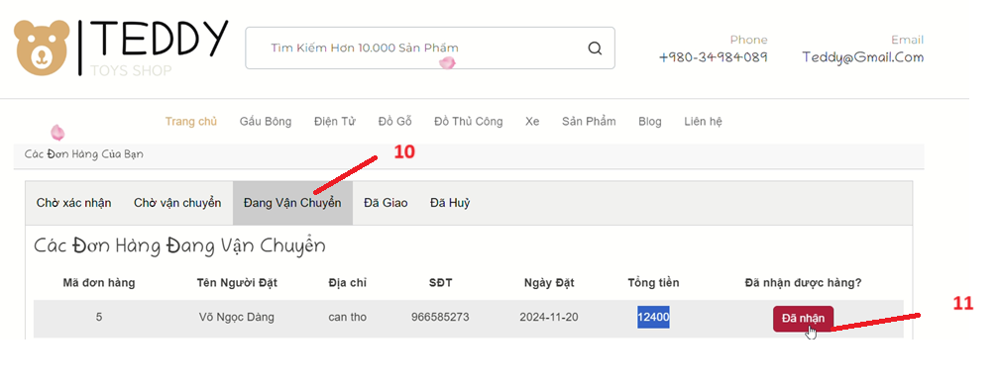 TEDDY
TOYS SHOP
Tìm Kiếm Hơn 10.000 Sản Phẩm
Phone
+980-34984089
Email
Teddy@Gmail.Com
Trang chủ Gấu Bông Điện Tử Đồ Gỗ Đồ Thủ Công Xe Sản Phẩm Blog Liên hệ
Các Đơn Hàng Của Bạn
10
Chờ xác nhận Chờ vận chuyển Đang Vận Chuyển Đã Giao Đã Huỷ
Các Đơn Hàng Đang Vận Chuyển
Mã đơn hàng Tên Người Đặt Địa chỉ SĐT Ngày Đặt Tổng tiền Đã nhận được hàng?
5 Võ Ngọc Dàng can tho 966585273 2024-11-20 12400 Đã nhận
11